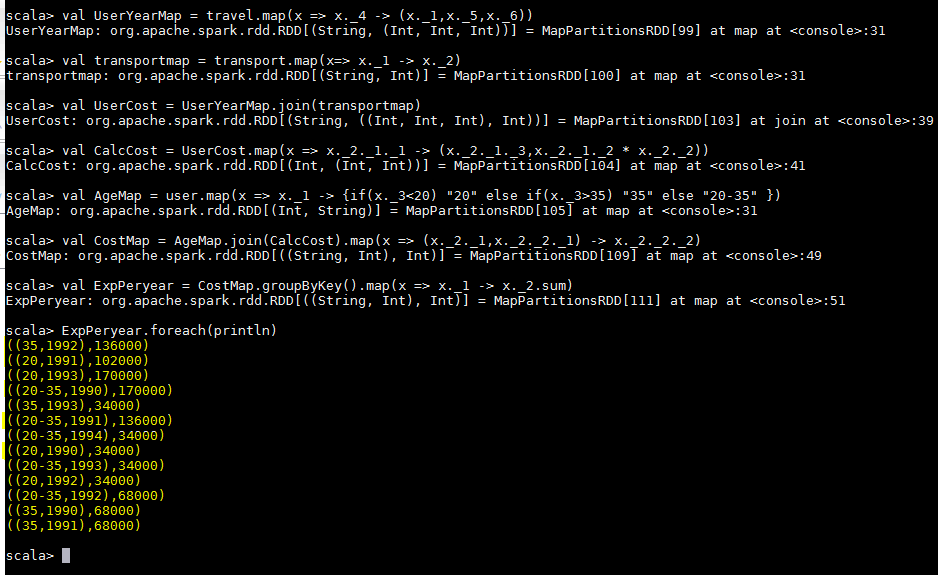 scala> val UserYearMap = travel.map(x => x._4 -> (x._1,x._5,x._6))
UserYearMap: org.apache.spark.rdd.RDD[(String, (Int, Int, Int))] = MapPartitionsRDD[99] at map at <console>:31
scala> val transportmap = transport.map(x=> x._1 -> x._2)
transportmap: org.apache.spark.rdd.RDD[(String, Int)] = MapPartitionsRDD[100] at map at <console>:31
scala> val UserCost = UserYearMap.join(transportmap)
UserCost: org.apache.spark.rdd.RDD[(String, ((Int, Int, Int), Int))] = MapPartitionsRDD[103] at join at <console>:39
scala> val CalcCost = UserCost.map(x => x._2._1._1 -> (x._2._1._3,x._2._1._2 * x._2._2))
CalcCost: org.apache.spark.rdd.RDD[(Int, (Int, Int))] = MapPartitionsRDD[104] at map at <console>:41
scala> val AgeMap = user.map(x => x._1 -> {if(x._3<20) "20" else if(x._3>35) "35" else "20-35" })
AgeMap: org.apache.spark.rdd.RDD[(Int, String)] = MapPartitionsRDD[105] at map at <console>:31
scala> val CostMap = AgeMap.join(CalcCost).map(x => (x._2._1,x._2._2._1) -> x._2._2._2)
CostMap: org.apache.spark.rdd.RDD[((String, Int), Int)] = MapPartitionsRDD[109] at map at <console>:49
scala> val ExpPeryear = CostMap.groupByKey().map(x => x._1 -> x._2.sum)
ExpPeryear: org.apache.spark.rdd.RDD[((String, Int), Int)] = MapPartitionsRDD[111] at map at <console>:51
scala> ExpPeryear.foreach(println)
((35,1992),136000)
((20,1991),102000)
((20,1993),170000)
((20-35,1990),170000)
((35,1993),34000)
((20-35,1991),136000)
((20-35,1994),34000)
((20,1990),34000)
((20-35,1993),34000)
((20,1992),34000)
((20-35,1992),68000)
((35,1990),68000)
((35,1991),68000)
scala>